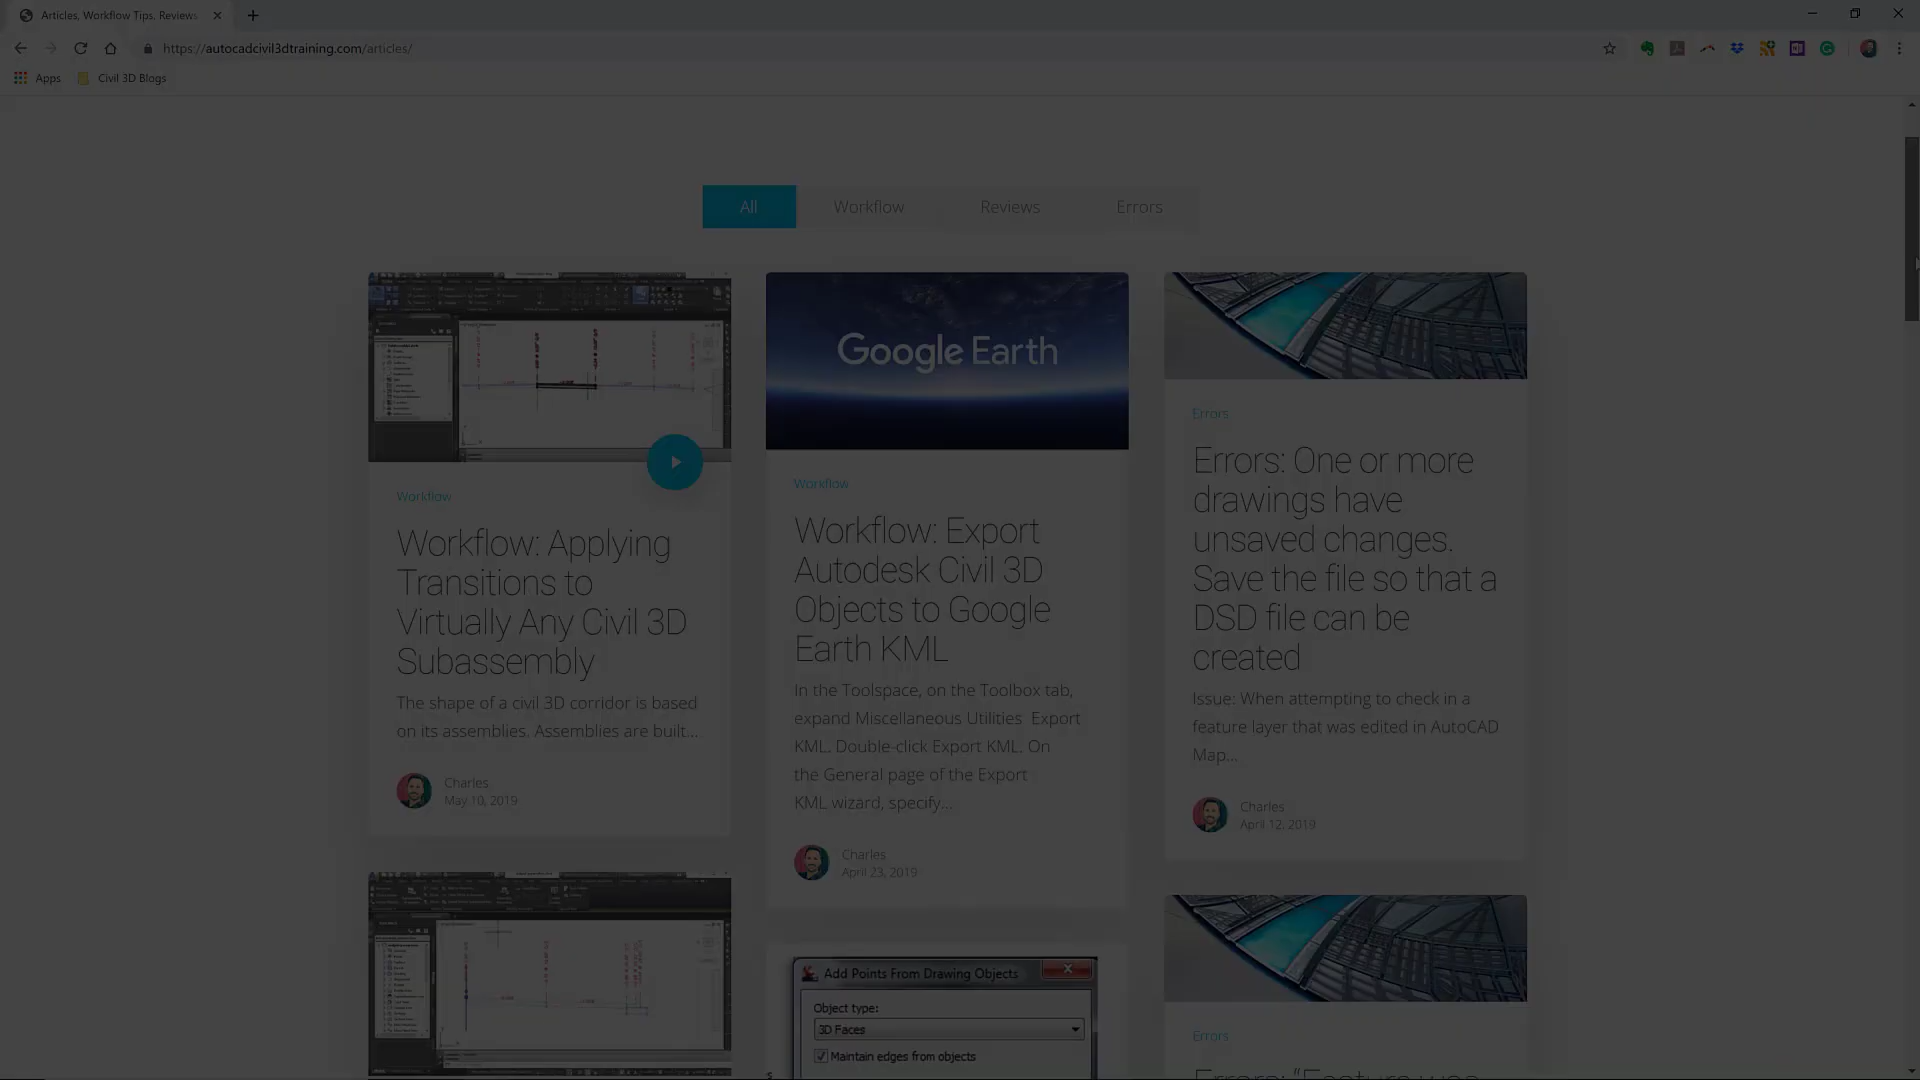 Articles, Workflow Tips, Reviews
https://autocadcivil3dtraining.com/articles/
Apps
Civil 3D Blogs
All
Workflow
Reviews
Errors
Workflow
Workflow: Applying
Transitions to
Virtually Any Civil 3D
Subassembly
The shape of a civil 3D corridor is based
on its assemblies. Assemblies are built...
Charles
May 10, 2019
Google Earth
Workflow
Workflow: Export
Autodesk Civil 3D
Objects to Google
Earth KML
In the Toolspace, on the Toolbox tab,
expand Miscellaneous Utilities Export
KML. Double-click Export KML. On
the General page of the Export
KML wizard, specify...
Charles
April 23, 2019
Errors
Errors: One or more
drawings have
unsaved changes.
Save the file so that a
DSD file can be
created
Issue: When attempting to check in a
feature layer that was edited in AutoCAD
Map...
Charles
April 12, 2019
Add Points From Drawing Objects
Object type:
3D Faces
Maintain edges from objects
s
Errors
Errors: "Feature was